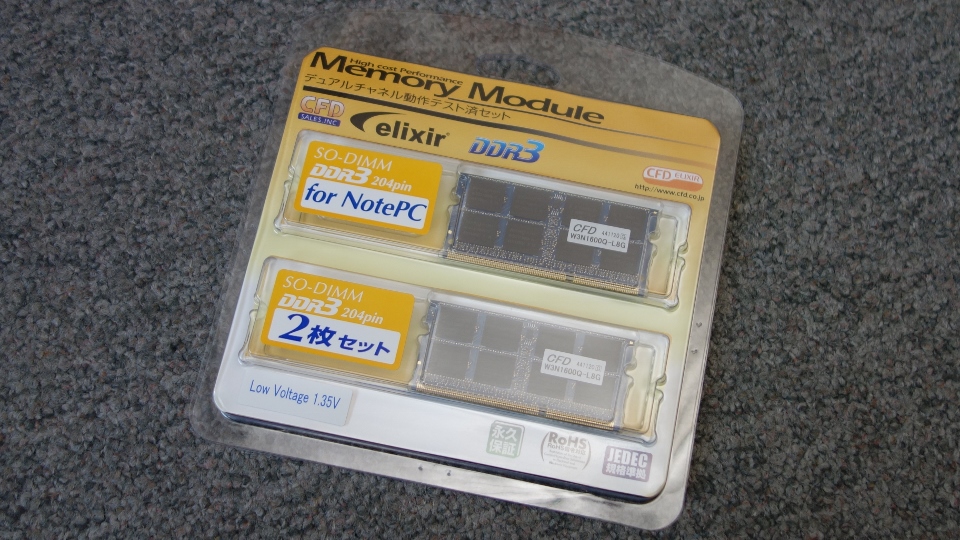 High cost Performance
Memory Module
デュアルチャネル動作テスト済セット
CFD
SALES.INC
elixir
DDR3
CFD ELIXIR
http://www.cfd.co.jp
SO-DIMM
DDR3 204pin
for NotePC
CFD
W3N1600Q-L8G
SO-DIMM
DDR3 204pin
2枚セット
CFD
W3N1600Q-L8G
Low Voltage 1.35V
永久
保証
RoHS
JEDEC
規格準拠